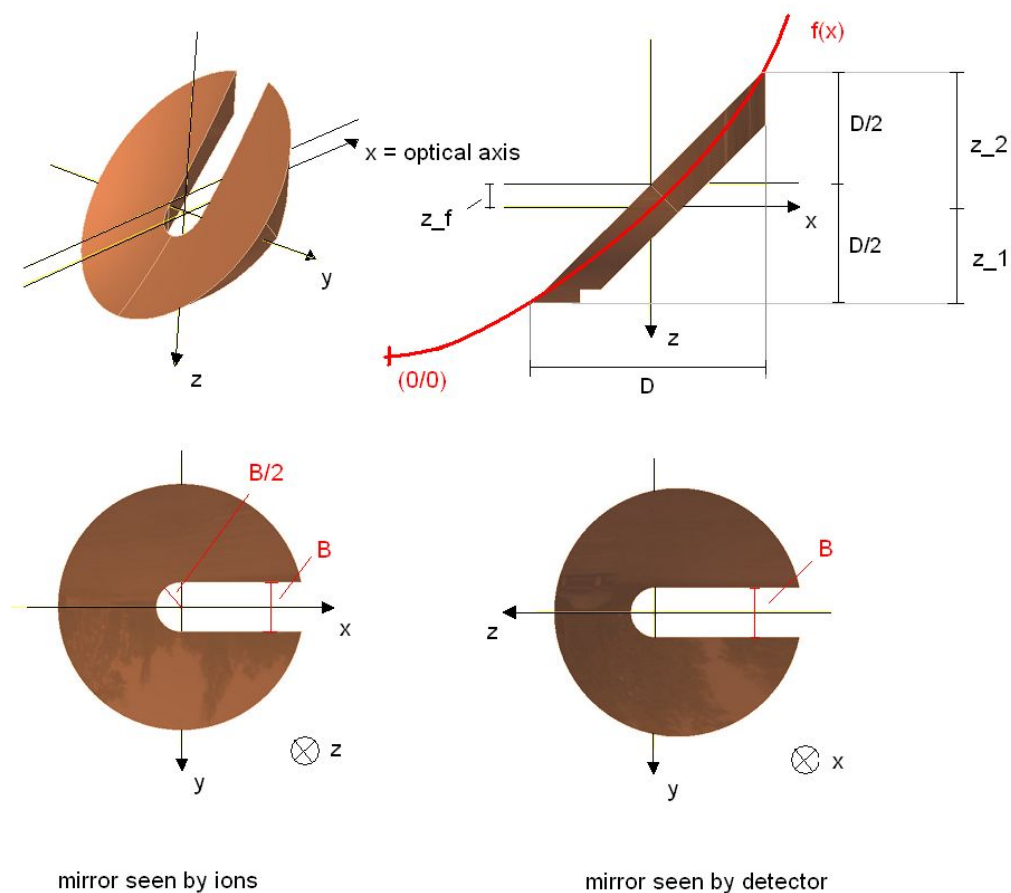 f(x)
D/2
z_2
x = optical axis
z_f
x
y
D/2
z_1
z
z
(0/0)
D
B/2
B
B
x
z
z
x
y
y
mirror seen by ions
mirror seen by detector